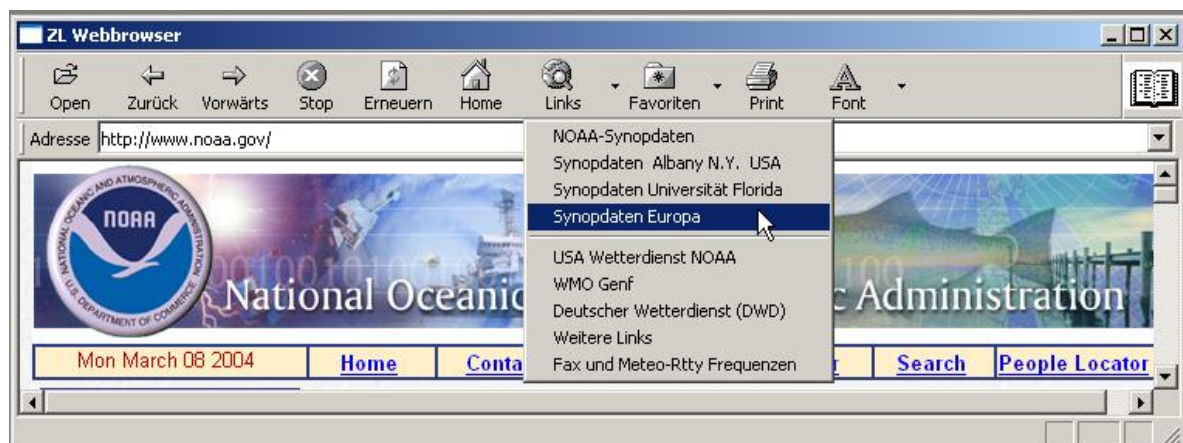 ZL Webbrowser
Open Zurück Vorwärts Stop Erneuern Home Links Favoriten Print Font
Adresse http://www.noaa.gov/
NOAA-Synopdaten
Synopdaten Albany N.Y. USA
Synopdaten Universität Florida
Synopdaten Europa
USA Wetterdienst NOAA
WMO Genf
Deutscher Wetterdienst (DWD)
Weitere Links
Fax und Meteo-Rtty Frequenzen
NATIONAL OCEANIC AND ATMOSPHERIC ADMINISTRATION
NOAA
U.S. DEPARTMENT OF COMMERCE
National Oceanic
c Administration
Mon March 08 2004 Home Conta Search People Locator